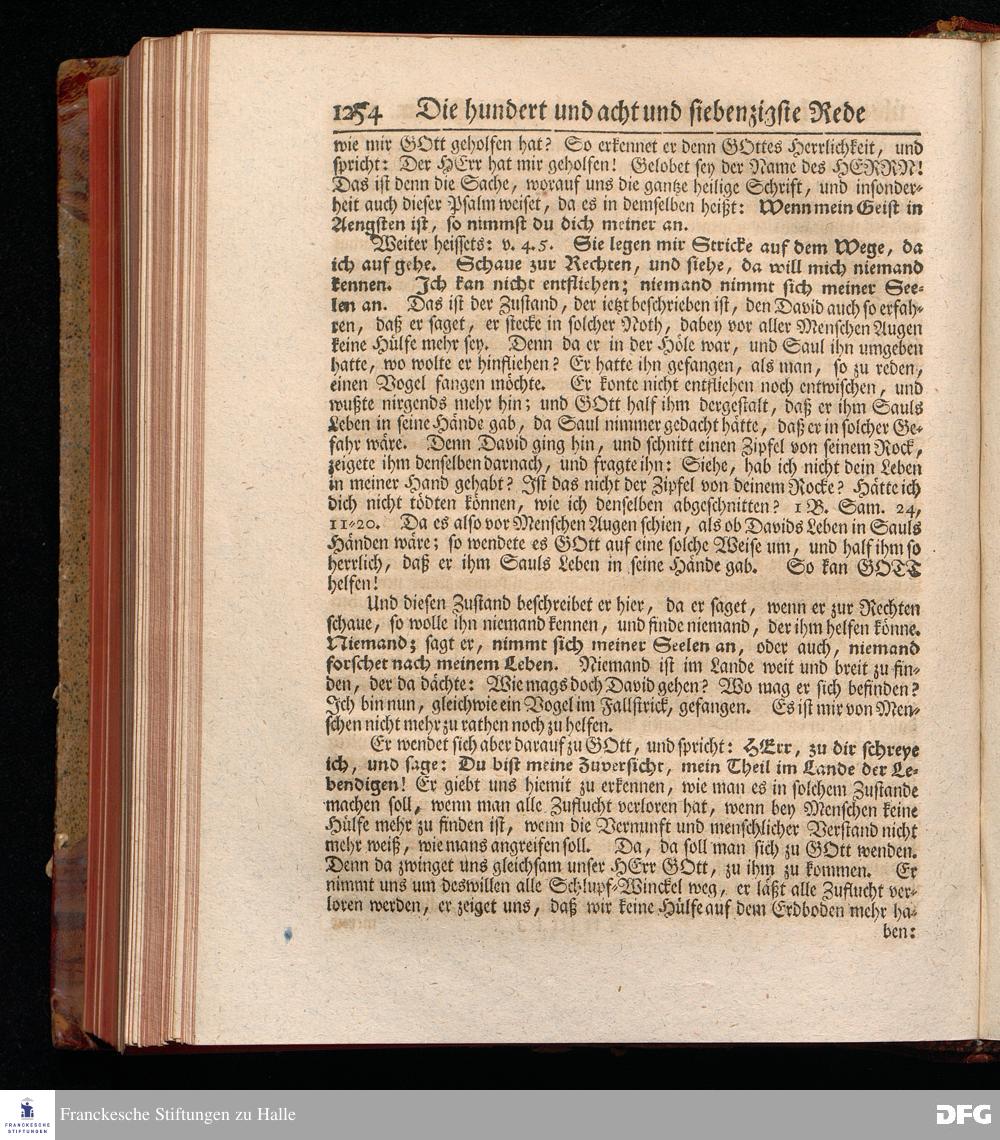 1254 Die hundert und acht und siebenzigste Rede
wie mir GOtt geholfen hat? So erkennet er denn GOttes Herrlichkeit, und
spricht: Der HErr hat mir geholfen! Gelobet sey der Name des HERRN!
Das ist denn die Sache, worauf uns die gantze heilige Schrift, und insonder-
heit auch dieser Psalm weiset, da es in demselben heißt: Wenn mein Geist in
Aengsten ist, so nimmst du dich meiner an.
Weiter heissets: v. 4. 5. Sie legen mir Stricke auf dem Wege, da
ich auf gehe. Schaue zur Rechten, und siehe, da will mich niemand
kennen. Ich kan nicht entfliehen; niemand nimmt sich meiner See-
len an. Das ist der Zustand, der ietzt beschrieben ist, den David auch so erfah-
ren, daß er saget, er stecke in solcher Noth, dabey vor aller Menschen Augen
keine Hülfe mehr sey. Denn da er in der Höle war, und Saul ihn umgeben
hatte, wo wolte er hinfliehen? Er hatte ihn gefangen, als man, so zu reden,
einen Vogel fangen möchte. Er konte nicht entfliehen noch entwischen, und
wußte nirgends mehr hin; und GOtt half ihm dergestalt, daß er ihm Sauls
Leben in seine Hände gab, da Saul nimmer gedacht hätte, daß er in solcher Ge-
fahr wäre. Denn David ging hin, und schnitt einen Zipfel von seinem Rock,
zeigete ihm denselben darnach, und fragte ihn: Siehe, hab ich nicht dein Leben
in meiner Hand gehabt? Ist das nicht der Zipfel von deinem Rocke? Hätte ich
dich nicht tödten können, wie ich denselben abgeschnitten? 1 B. Sam. 24,
11-20. Da es also vor Menschen Augen schien, als ob Davids Leben in Sauls
Händen wäre; so wendete es GOtt auf eine solche Weise um, und half ihm so
herrlich, daß er ihm Sauls Leben in seine Hände gab. So kan GOTT
helfen!
Und diesen Zustand beschreibet er hier, da er saget, wenn er zur Rechten
schaue, so wolle ihn niemand kennen, und finde niemand, der ihm helfen könne.
Niemand; sagt er, nimmt sich meiner Seelen an, oder auch, niemand
forschet nach meinem Leben. Niemand ist im Lande weit und breit zu fin-
den, der da dächte: Wie mags doch David gehen? Wo mag er sich befinden?
Ich bin nun, gleichwie ein Vogel im Fallstrick, gefangen. Es ist mir von Men-
schen nicht mehr zu rathen noch zu helfen.
Er wendet sich aber darauf zu GOtt, und spricht: HErr, zu dir schreye
ich, und sage: Du bist meine Zuversicht, mein Theil im Lande der Le-
bendigen! Er giebt uns hiemit zu erkennen, wie man es in solchem Zustande
machen soll, wenn man alle Zuflucht verloren hat, wenn bey Menschen keine
Hülfe mehr zu finden ist, wenn die Vernunft und menschlicher Verstand nicht
mehr weiß, wie mans angreifen soll. Da, da soll man sich zu GOtt wenden.
Denn da zwinget uns gleichsam unser HErr GOtt, zu ihm zu kommen. Er
nimmt uns um deswillen alle Schlupf-Winckel weg, er läßt alle Zuflucht ver-
loren werden, er zeiget uns, daß wir keine Hülfe auf dem Erdboden mehr ha-
ben:
FRANCKESCHE
STIFTUNGEN
Franckesche Stiftungen zu Halle
DFG